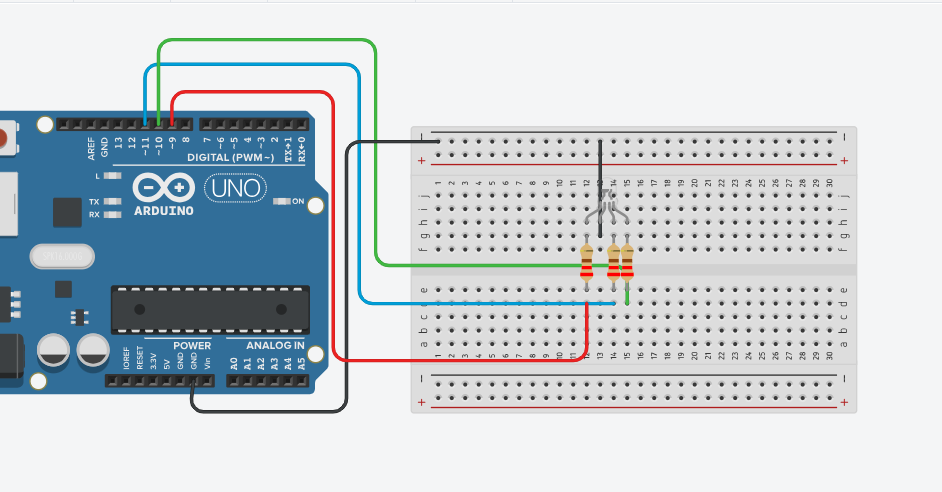 AREF
GND
13
12
~11
~10
~9
8
7
~6
~5
4
~3
2
TX→1
RX←0
DIGITAL (PWM~)
L
TX
RX
ARDUINO
UNO
ON
POWER
ANALOG IN
IOREF
RESET
3.3V
5V
GND
GND
Vin
A0
A1
A2
A3
A4
A5
− −
+ +
1 2 3 4 5 6 7 8 9 10 11 12 13 14 15 16 17 18 19 20 21 22 23 24 25 26 27 28 29 30
j j
i i
h h
g g
f f
e e
d d
c c
b b
a a
1 2 3 4 5 6 7 8 9 10 11 12 13 14 15 16 17 18 19 20 21 22 23 24 25 26 27 28 29 30
− −
+ +